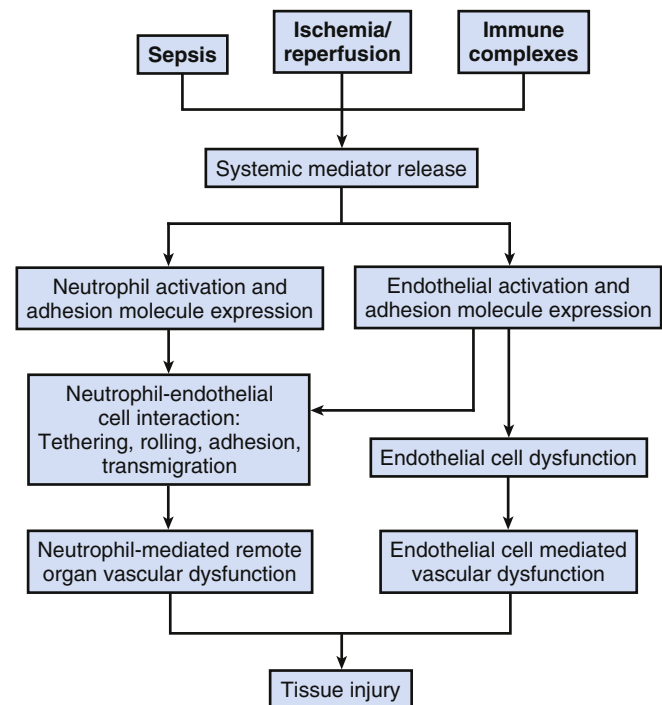 Sepsis
Ischemia/
reperfusion
Immune
complexes
Systemic mediator release
Neutrophil activation and
adhesion molecule expression
Endothelial activation and
adhesion molecule expression
Neutrophil-endothelial
cell interaction:
Tethering, rolling, adhesion,
transmigration
Endothelial cell dysfunction
Neutrophil-mediated remote
organ vascular dysfunction
Endothelial cell mediated
vascular dysfunction
Tissue injury